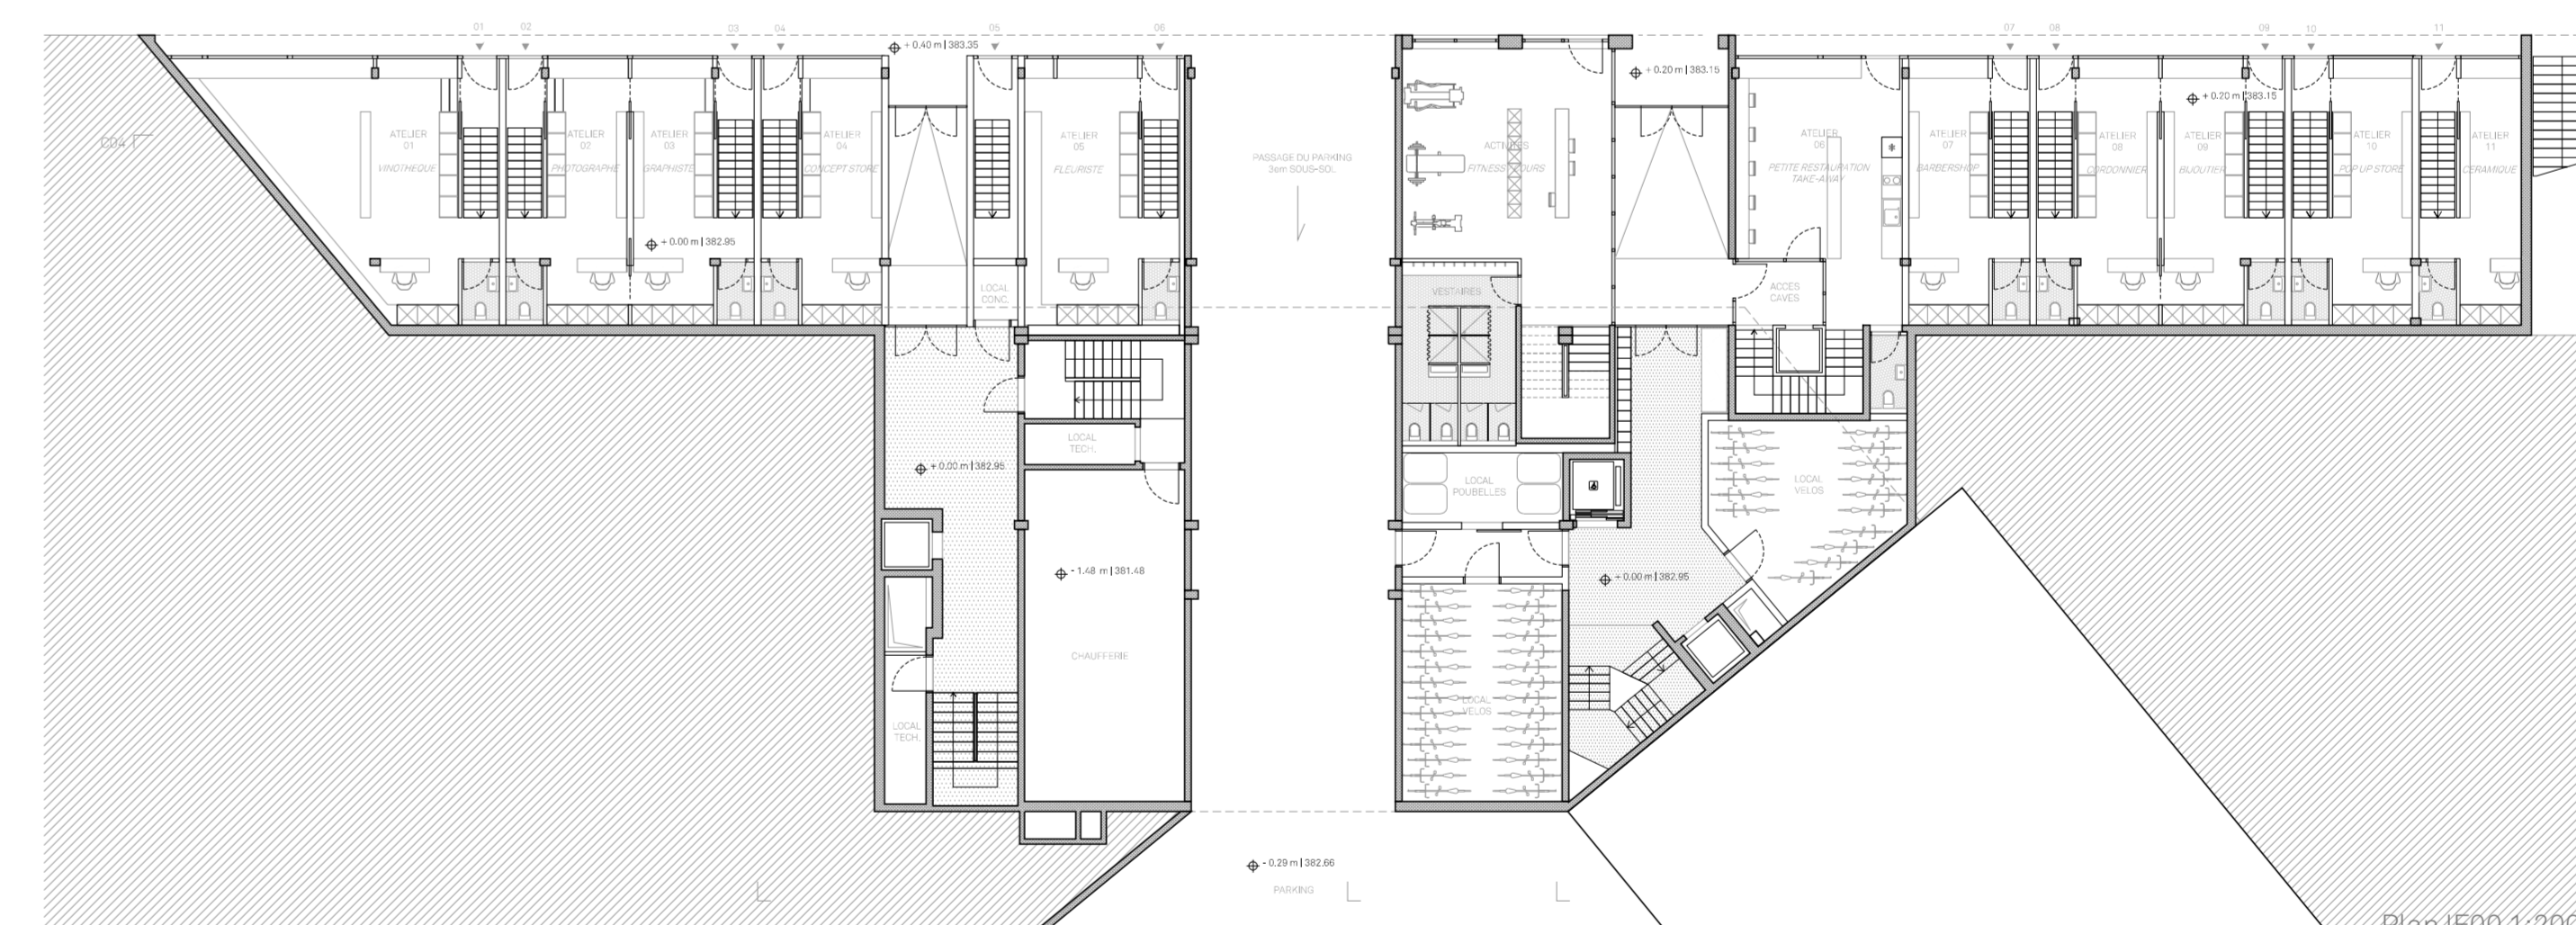 01
02
03
04
05
06
07
08
09
10
11
+ 0.40 m | 383.35
+ 0.20 m | 383.15
+ 0.20 m | 383.15
C04
ATELIER
01
VINOTHEQUE
ATELIER
02
PHOTOGRAPHE
ATELIER
03
GRAPHISTE
ATELIER
04
CONCEPT STORE
ATELIER
05
FLEURISTE
PASSAGE DU PARKING
3em SOUS-SOL
ACTIVITES
FITNESS COURS
ATELIER
06
PETITE RESTAURATION
TAKE-AWAY
ATELIER
07
BARBERSHOP
ATELIER
08
CORDONNIER
ATELIER
09
BIJOUTIER
ATELIER
10
POP UP STORE
ATELIER
11
CERAMIQUE
+ 0.00 m | 382.95
LOCAL
CONC.
VESTIAIRES
ACCES
CAVES
LOCAL
TECH.
+ 0.00 m | 382.95
LOCAL
POUBELLES
LOCAL
VELOS
- 1.48 m | 381.48
+ 0.00 m | 382.95
CHAUFFERIE
LOCAL
VELOS
LOCAL
TECH.
- 0.29 m | 382.66
PARKING